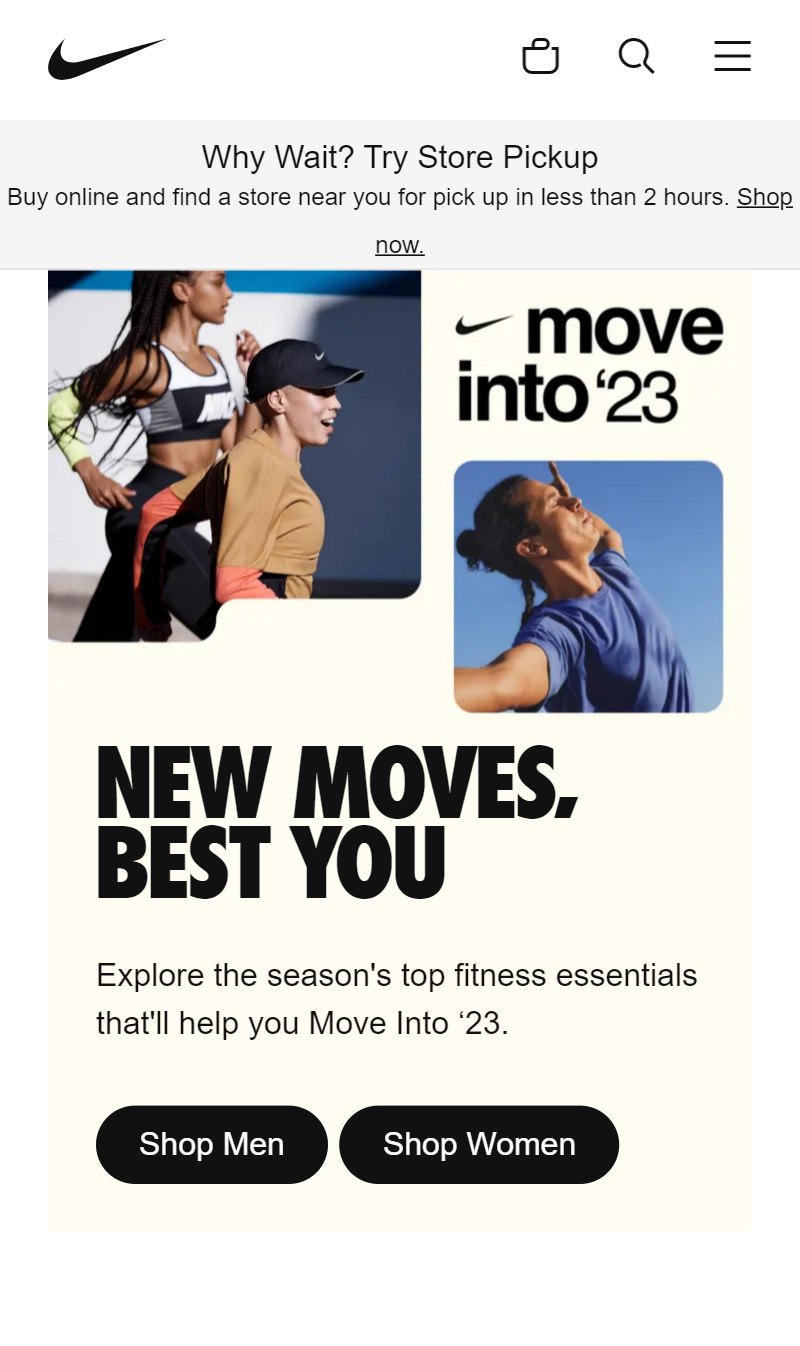 Why Wait? Try Store Pickup
Buy online and find a store near you for pick up in less than 2 hours. Shop
now.
move
into ‘23
NEW MOVES,
BEST YOU
Explore the season's top fitness essentials
that'll help you Move Into ‘23.
Shop Men
Shop Women